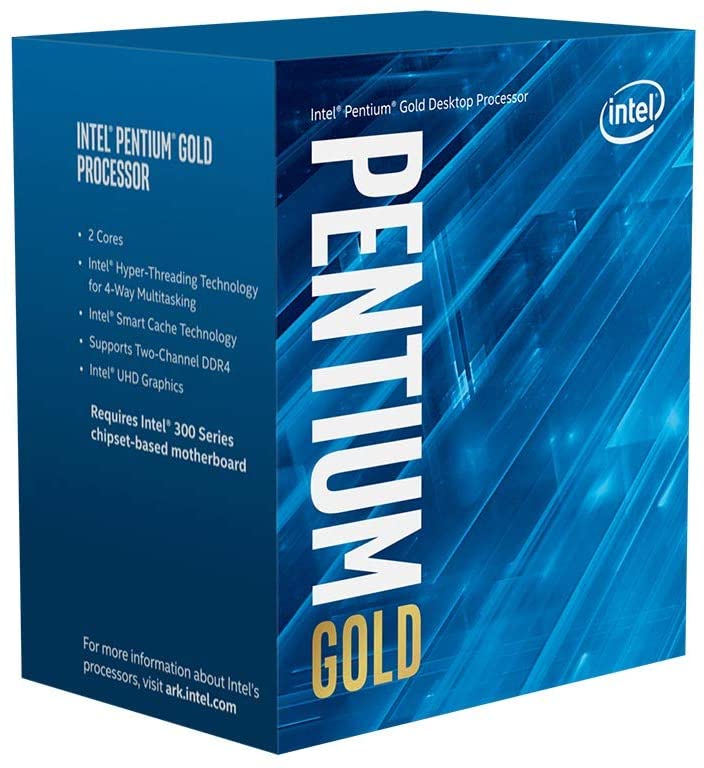 INTEL® PENTIUM® GOLD
PROCESSOR
• 2 Cores
• Intel® Hyper-Threading Technology
for 4-Way Multitasking
• Intel® Smart Cache Technology
• Supports Two-Channel DDR4
• Intel® UHD Graphics
Requires Intel® 300 Series
chipset-based motherboard
For more information about Intel's
processors, visit ark.intel.com
Intel® Pentium® Gold Desktop Processor
intel®
PENTIUM
GOLD